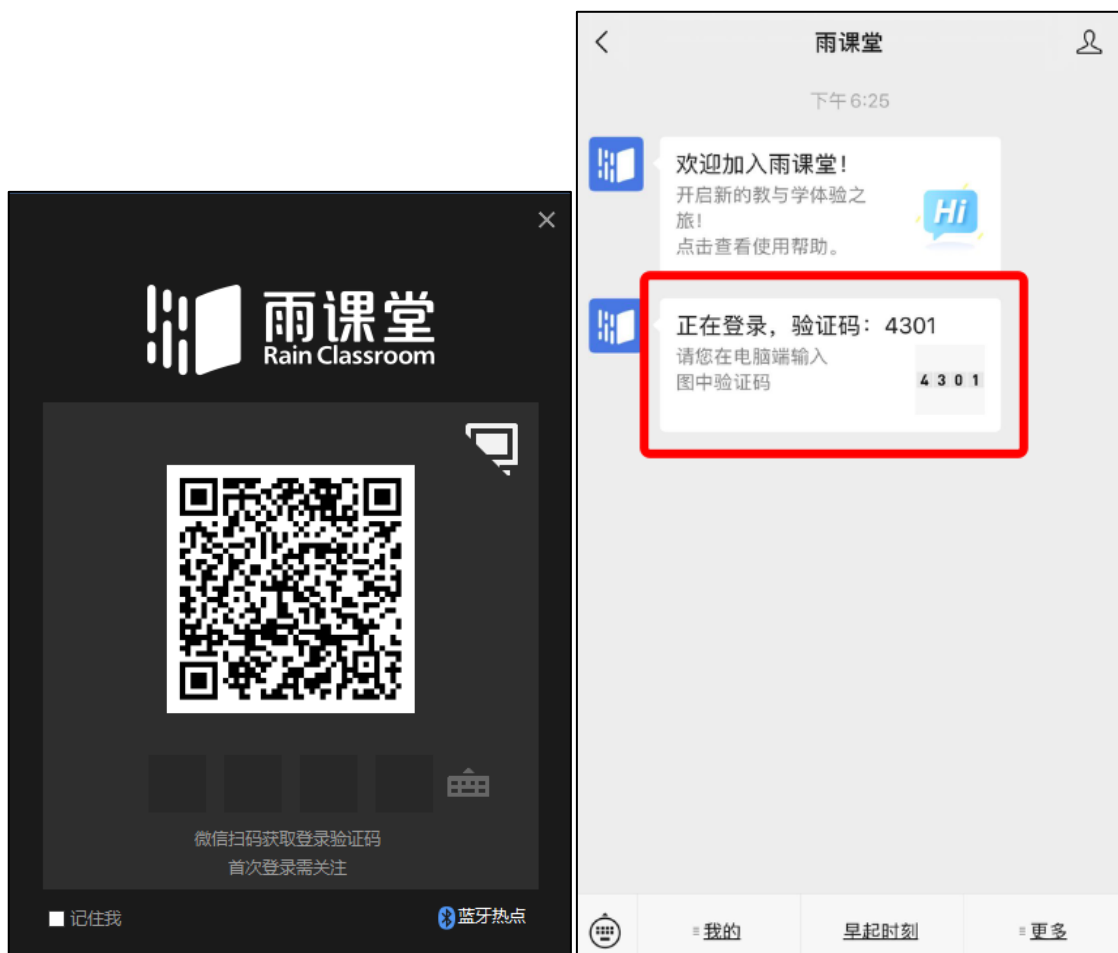 雨课堂
Rain Classroom
微信扫码获取登录验证码
首次登录需关注
记住我
蓝牙热点
雨课堂
下午6:25
欢迎加入雨课堂！
开启新的教与学体验之
旅！
点击查看使用帮助。
Hi
正在登录，验证码：4301
请您在电脑端输入
图中验证码
4 3 0 1
我的
早起时刻
更多